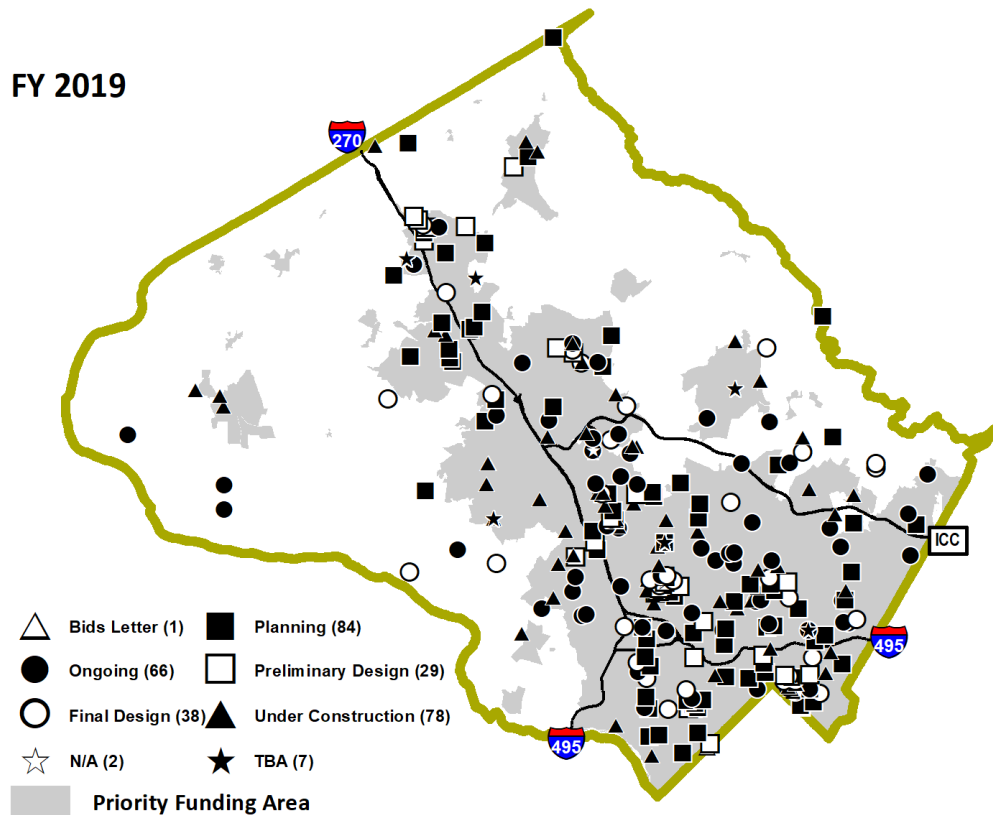 FY 2019
270
ICC
495
495
Bids Letter (1)
Planning (84)
Ongoing (66)
Preliminary Design (29)
Final Design (38)
Under Construction (78)
N/A (2)
TBA (7)
Priority Funding Area